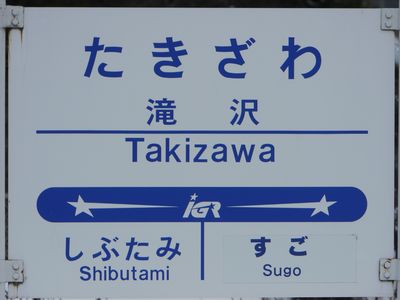 たきざわ
滝沢
Takizawa
IGR
しぶたみ すご
Shibutami Sugo